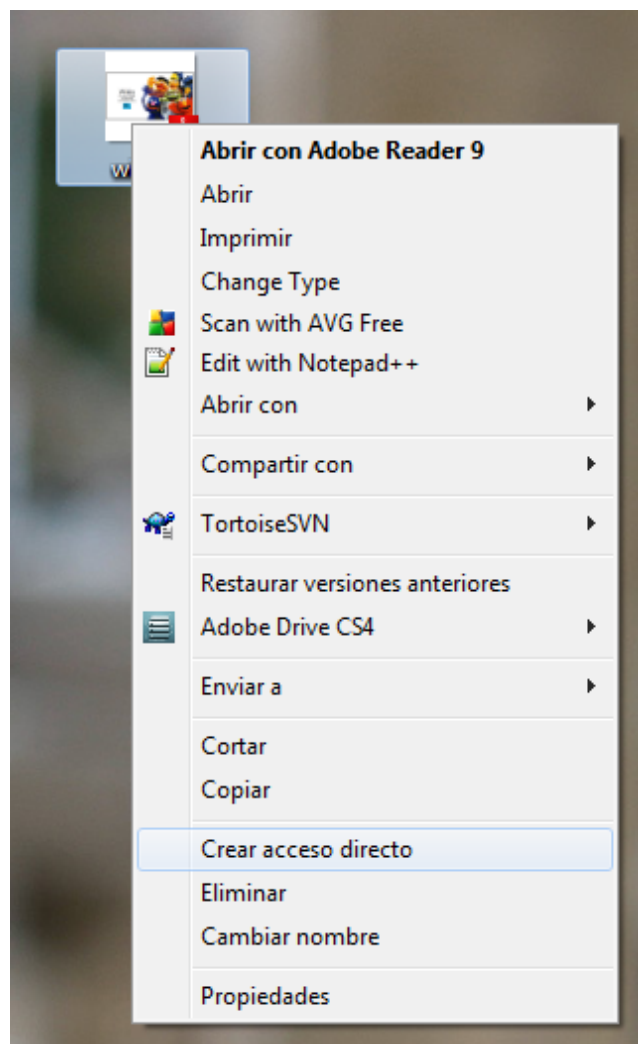 Abrir con Adobe Reader 9
Abrir
Imprimir
Change Type
Scan with AVG Free
Edit with Notepad++
Abrir con
Compartir con
TortoiseSVN
Restaurar versiones anteriores
Adobe Drive CS4
Enviar a
Cortar
Copiar
Crear acceso directo
Eliminar
Cambiar nombre
Propiedades